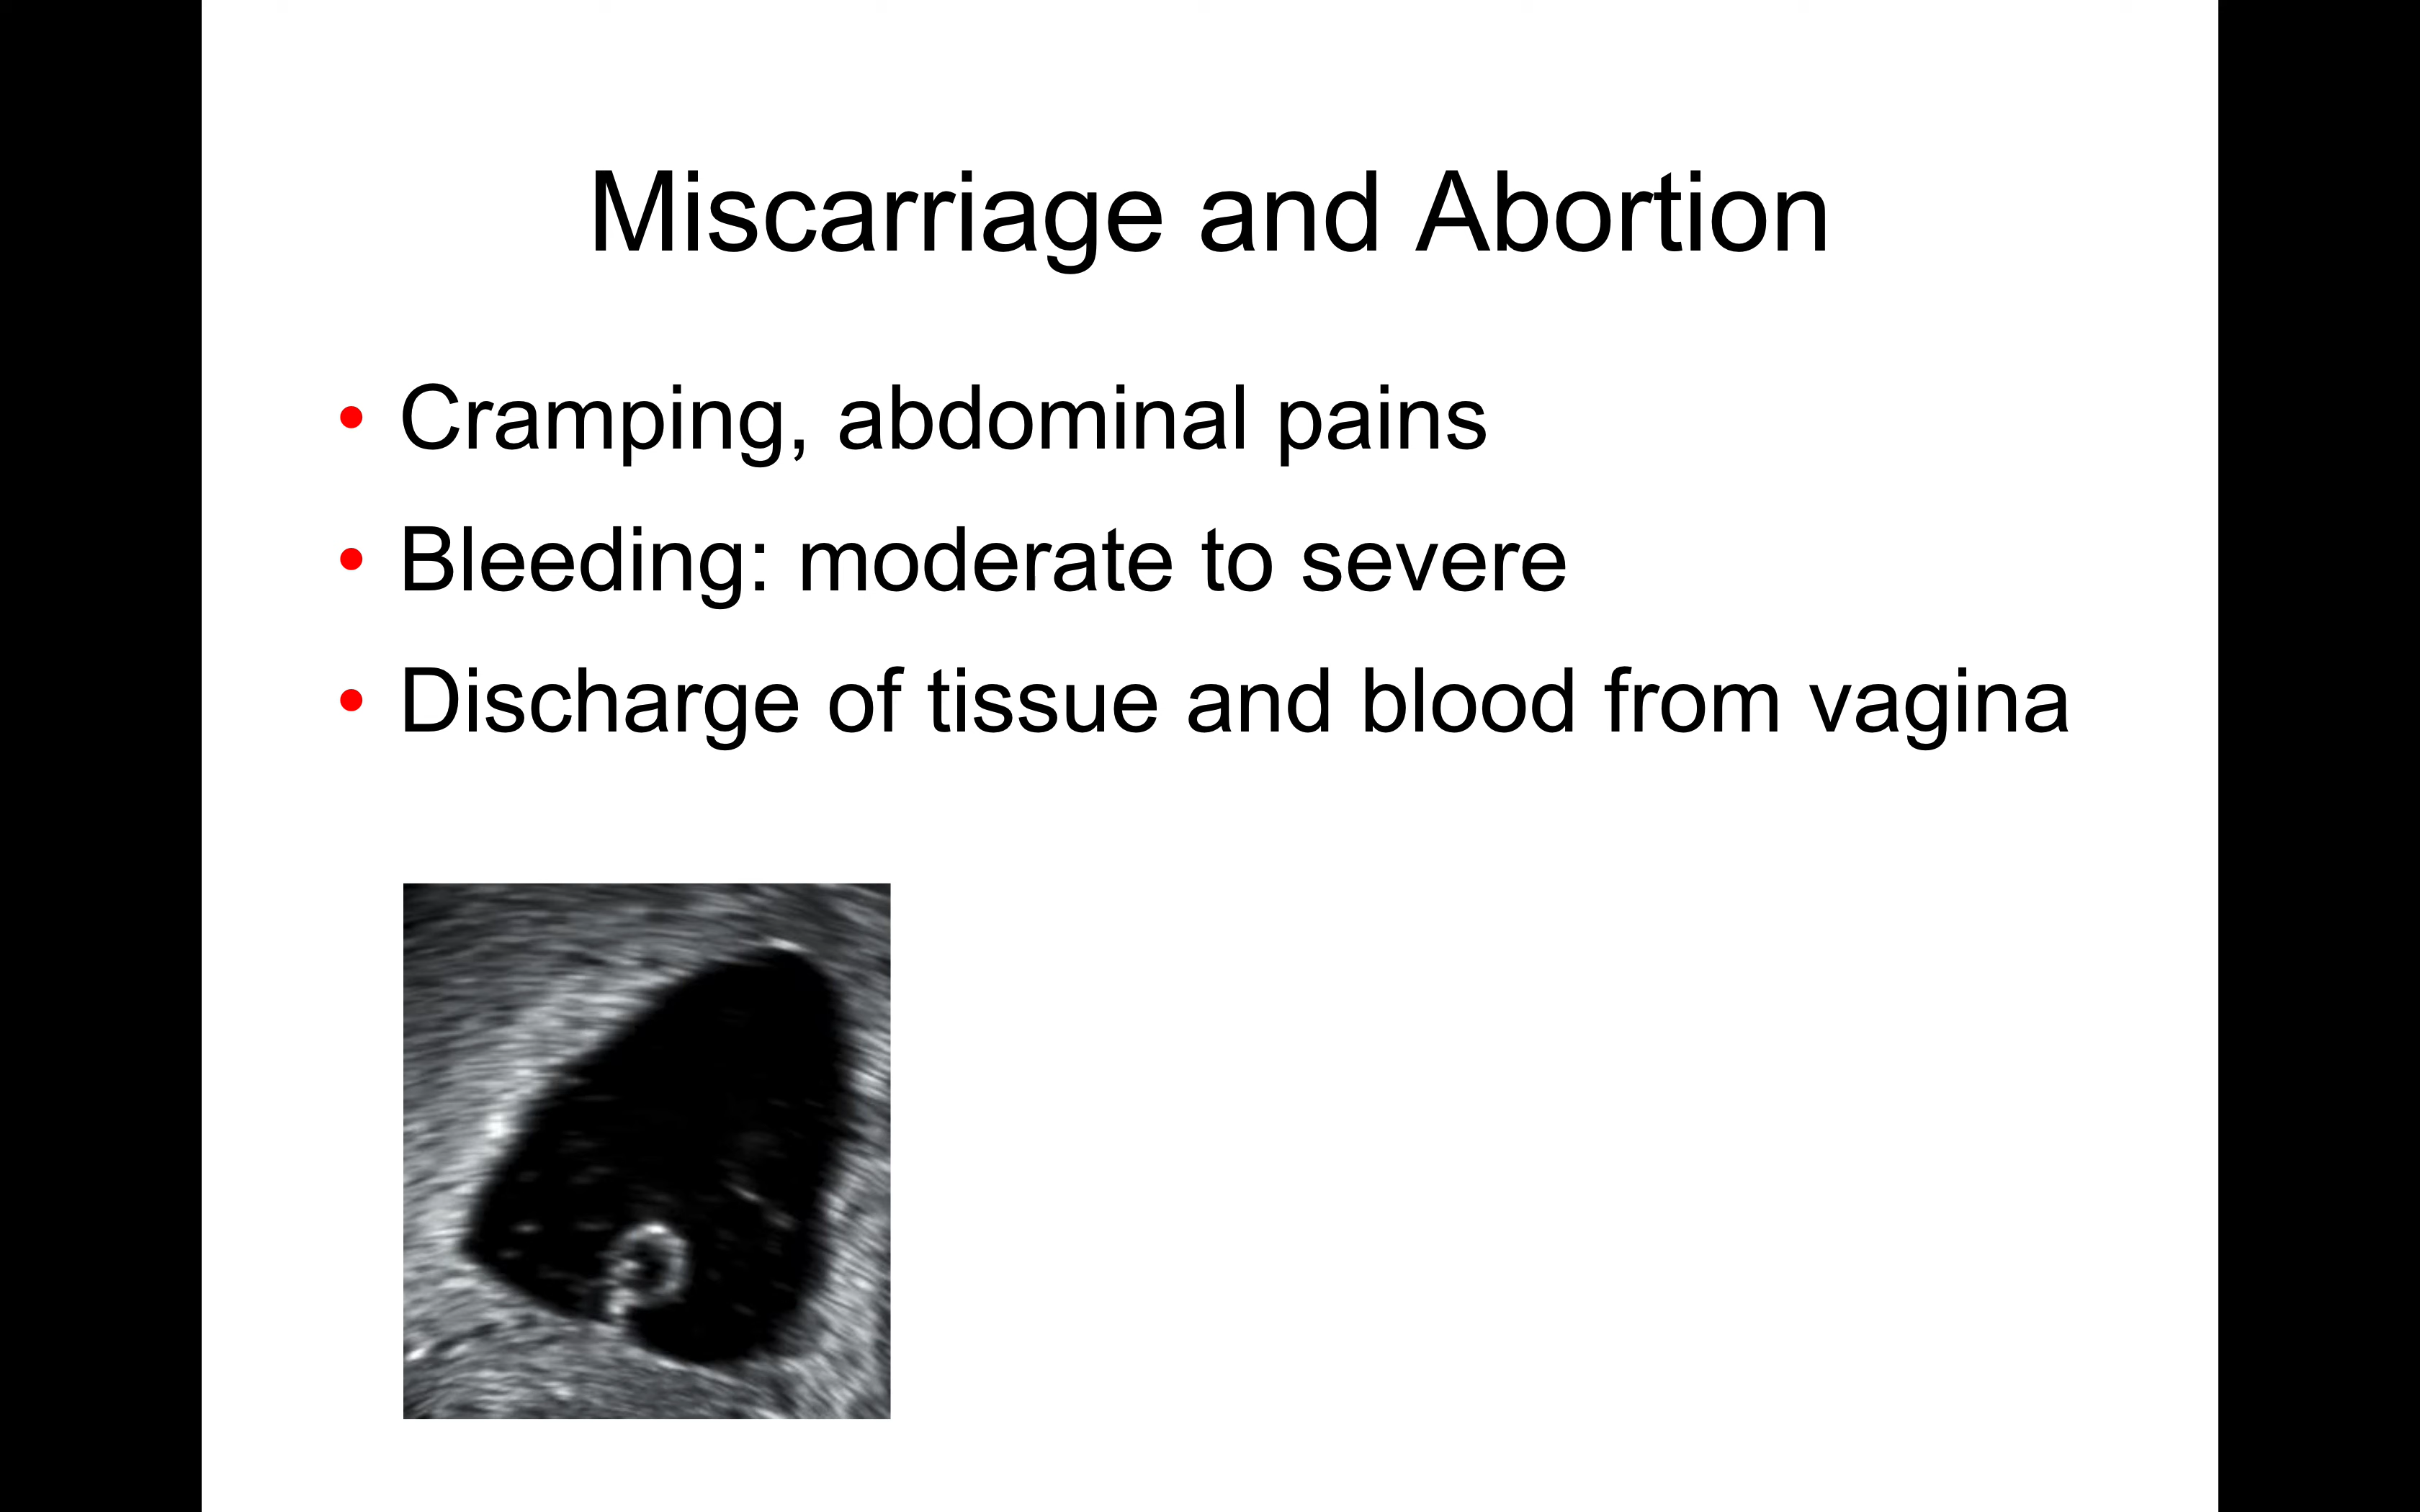 Miscarriage and Abortion
• Cramping, abdominal pains
• Bleeding: moderate to severe
• Discharge of tissue and blood from vagina